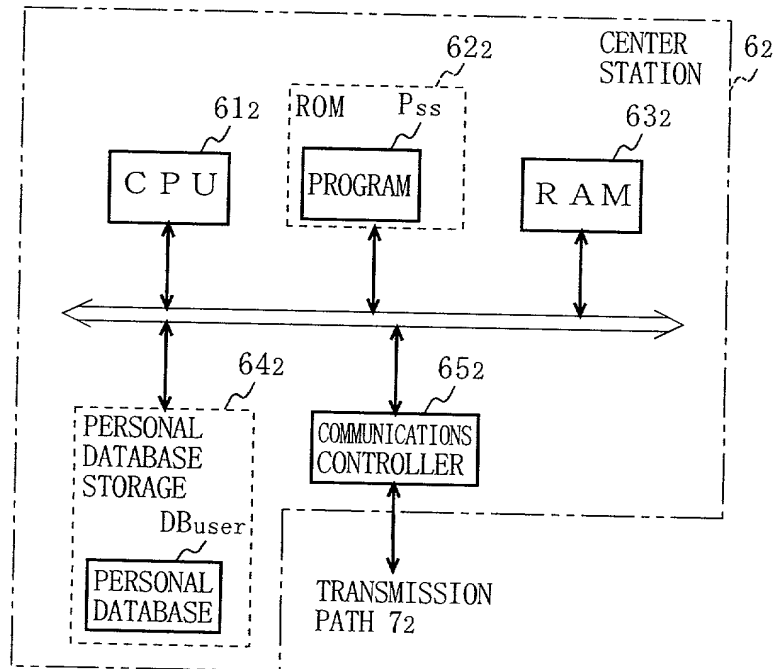 CENTER
STATION
6₂
62₂
ROM Pss
PROGRAM
61₂
CPU
63₂
RAM
64₂
PERSONAL
DATABASE
STORAGE
DBuser
PERSONAL
DATABASE
65₂
COMMUNICATIONS
CONTROLLER
TRANSMISSION
PATH 7₂